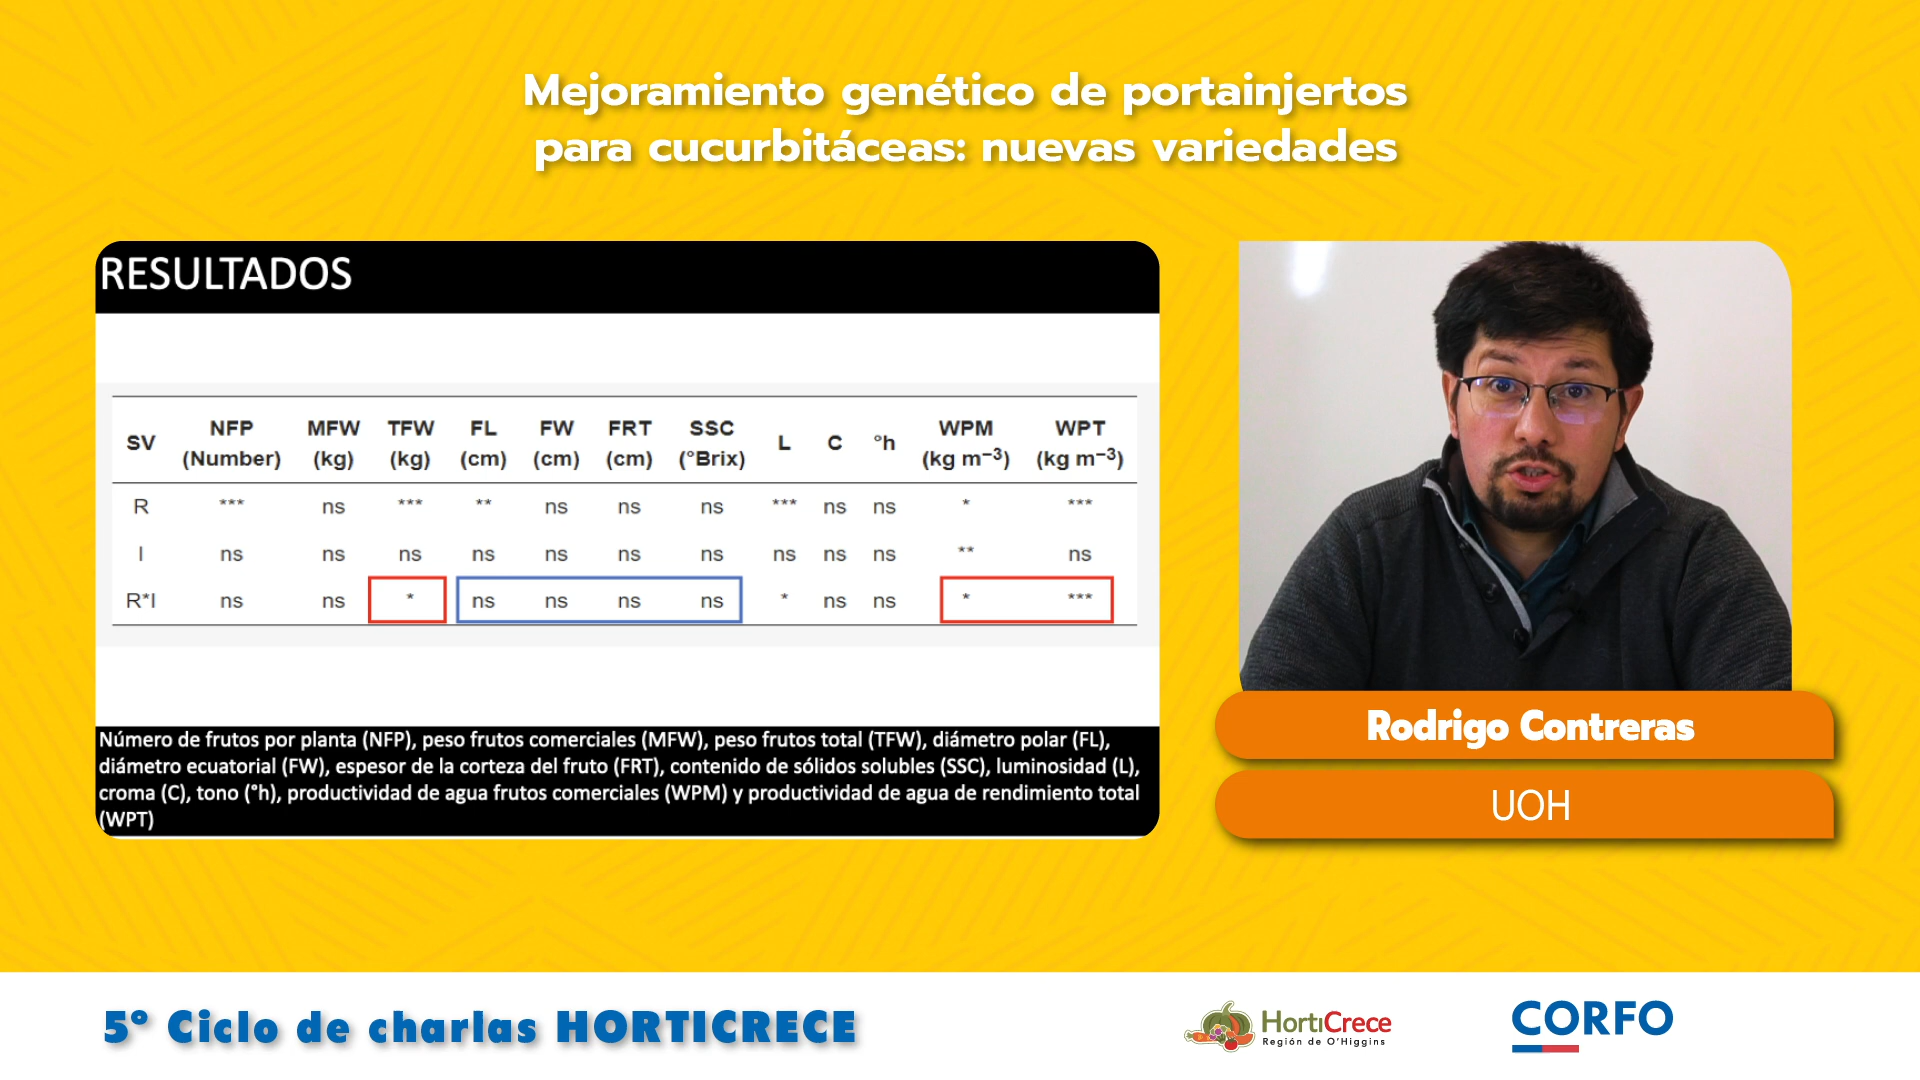 Mejoramiento genético de portainjertos
para cucurbitáceas: nuevas variedades
RESULTADOS
SV NFP (Number) MFW (kg) TFW (kg) FL (cm) FW (cm) FRT (cm) SSC (°Brix) L C °h WPM (kg m⁻³) WPT (kg m⁻³)
R *** ns *** ** ns ns ns *** ns ns * ***
I ns ns ns ns ns ns ns ns ns ns ** ns
R*I ns ns * ns ns ns ns * ns ns * ***
Número de frutos por planta (NFP), peso frutos comerciales (MFW), peso frutos total (TFW), diámetro polar (FL),
diámetro ecuatorial (FW), espesor de la corteza del fruto (FRT), contenido de sólidos solubles (SSC), luminosidad (L),
croma (C), tono (°h), productividad de agua frutos comerciales (WPM) y productividad de agua de rendimiento total
(WPT)
Rodrigo Contreras
UOH
5° Ciclo de charlas HORTICRECE
HortiCrece
Región de O'Higgins
CORFO